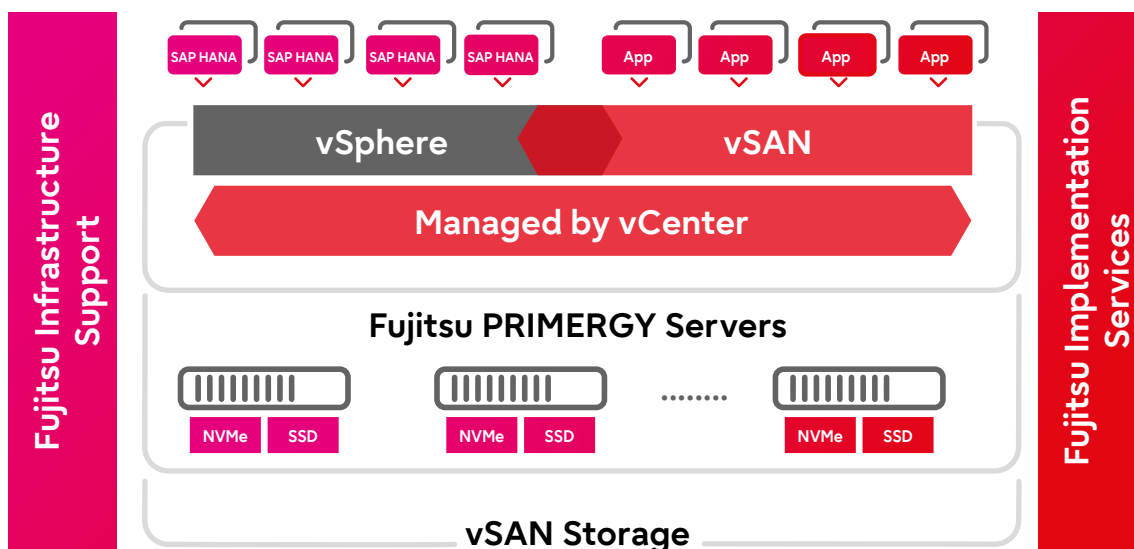 SAP HANA SAP HANA SAP HANA SAP HANA App App App App
Fujitsu Infrastructure
Support
vSphere vSAN
Managed by vCenter
Fujitsu PRIMERGY Servers
........
NVMe SSD NVMe SSD NVMe SSD
vSAN Storage
Fujitsu Implementation
Services